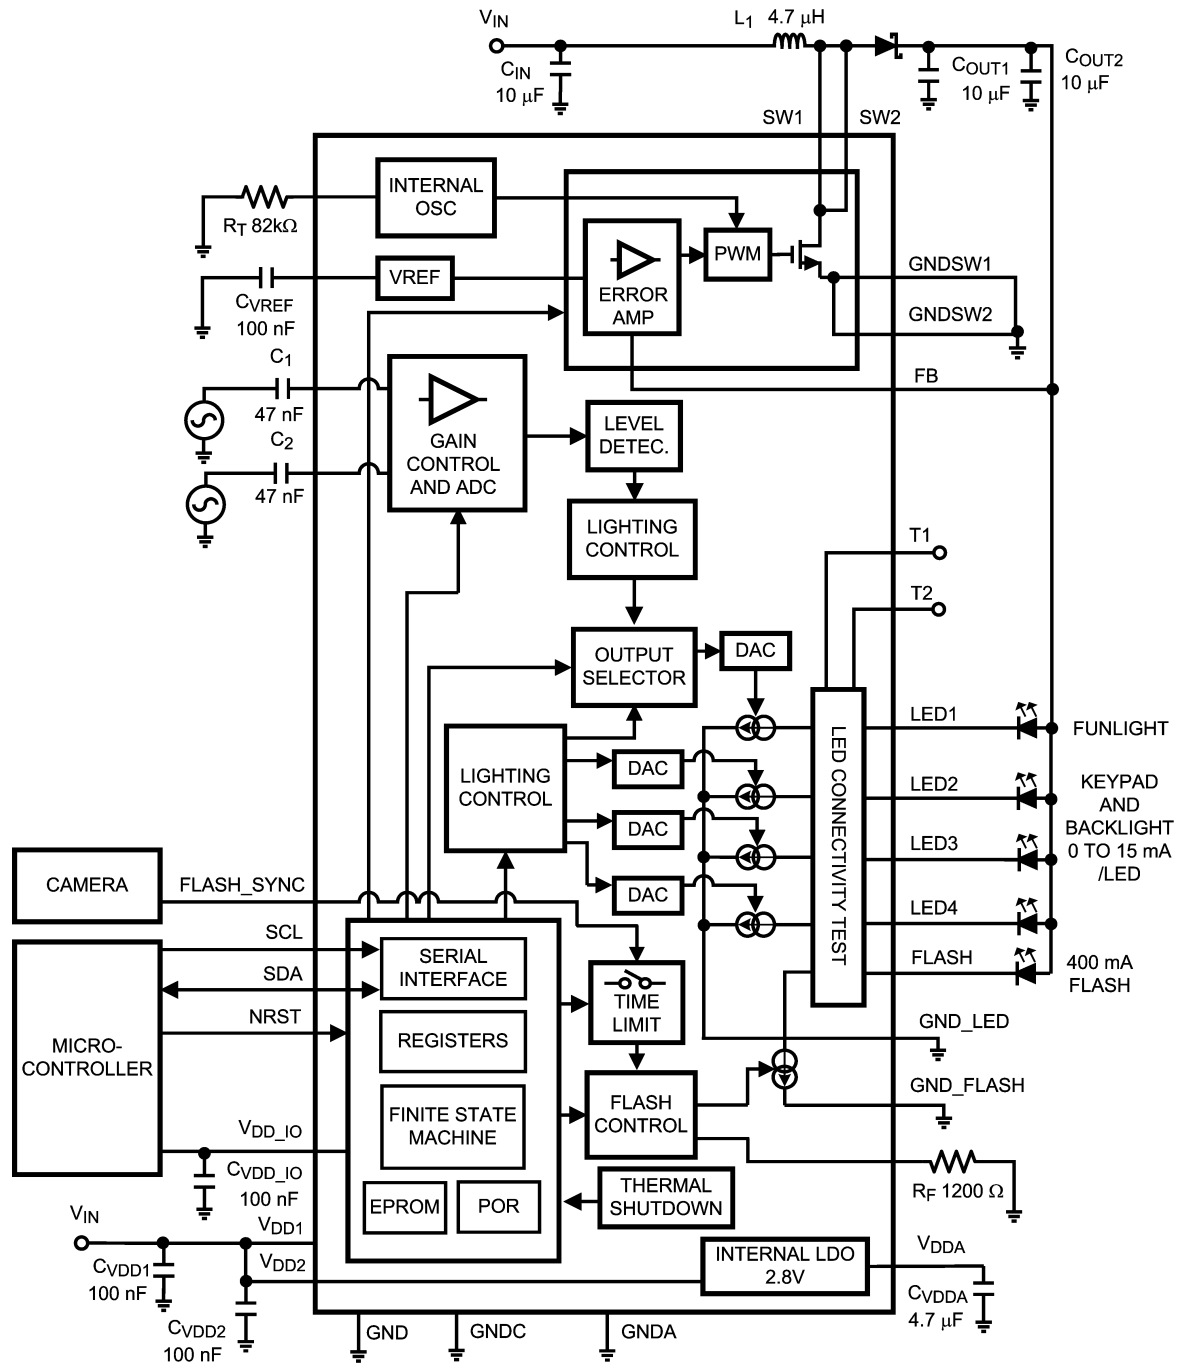 VIN
L1 4.7 µH
CIN
10 µF
COUT1
10 µF
COUT2
10 µF
SW1
SW2
INTERNAL
OSC
RT 82kΩ
VREF
CVREF
100 nF
ERROR
AMP
PWM
GNDSW1
GNDSW2
FB
C1
47 nF
C2
47 nF
GAIN
CONTROL
AND ADC
LEVEL
DETEC.
LIGHTING
CONTROL
T1
T2
OUTPUT
SELECTOR
DAC
LED1
FUNLIGHT
LIGHTING
CONTROL
DAC
DAC
DAC
LED CONNECTIVITY TEST
LED2
LED3
LED4
KEYPAD
AND
BACKLIGHT
0 TO 15 mA
/LED
FLASH
400 mA
FLASH
CAMERA
FLASH_SYNC
SCL
SDA
NRST
MICRO-
CONTROLLER
SERIAL
INTERFACE
REGISTERS
FINITE STATE
MACHINE
EPROM
POR
TIME
LIMIT
FLASH
CONTROL
THERMAL
SHUTDOWN
GND_LED
GND_FLASH
RF 1200 Ω
VDD_IO
CVDD_IO
100 nF
VIN
VDD1
VDD2
CVDD1
100 nF
CVDD2
100 nF
INTERNAL LDO
2.8V
VDDA
CVDDA
4.7 µF
GND
GNDC
GNDA